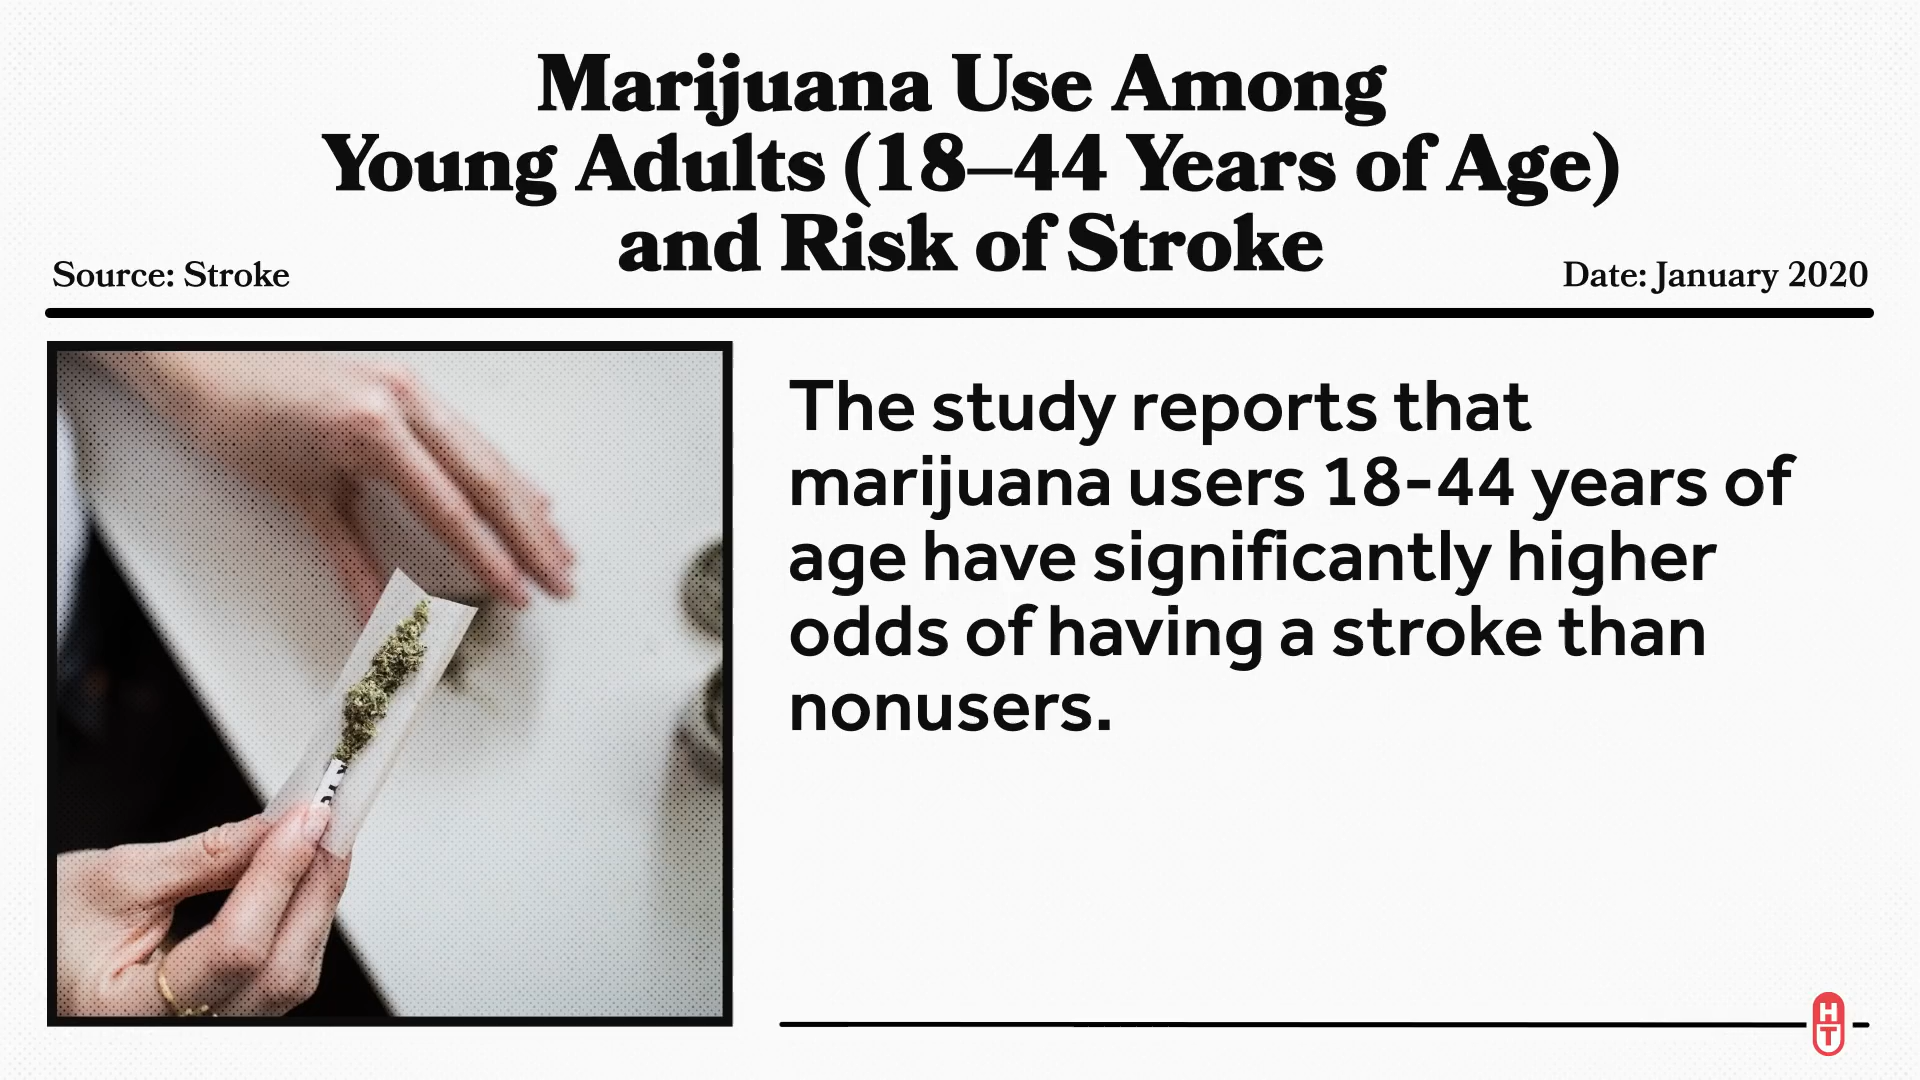 Marijuana Use Among
Young Adults (18–44 Years of Age)
and Risk of Stroke
Source: Stroke
Date: January 2020
The study reports that
marijuana users 18-44 years of
age have significantly higher
odds of having a stroke than
nonusers.
H
T